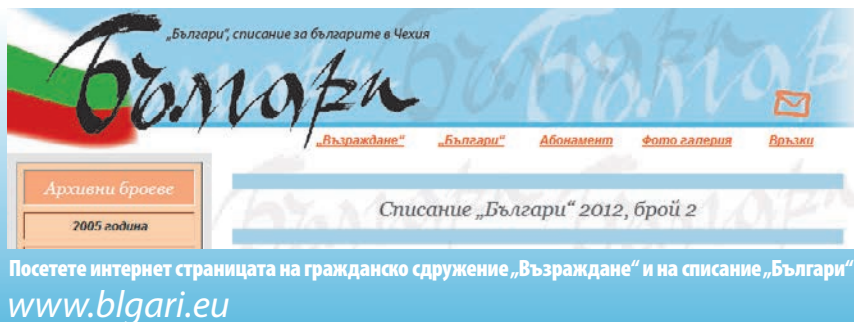 „Българи“, списание за българите в Чехия
българи
„Възраждане“ „Българи“ Абонамент Фото галерия Връзки
Архивни броеве
Списание „Българи“ 2012, брой 2
2005 година
Посетете интернет страницата на гражданско сдружение „Възраждане“ и на списание „Българи“
www.blgari.eu